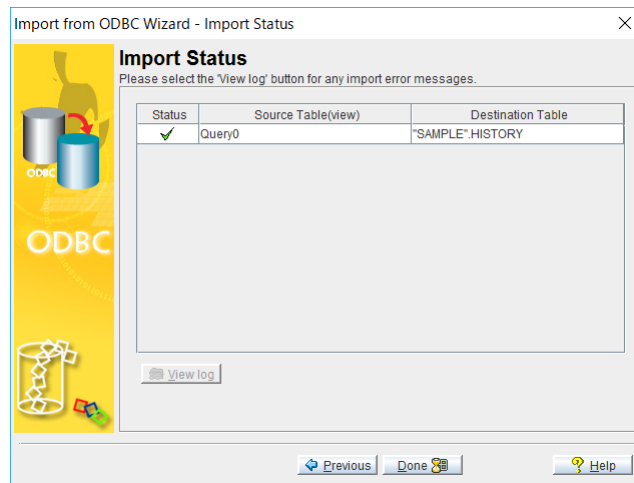 Import from ODBC Wizard - Import Status
Import Status
Please select the 'View log' button for any import error messages.
Status Source Table(view) Destination Table
Query0 "SAMPLE".HISTORY
ODBC
ODBC
View log
Previous Done Help